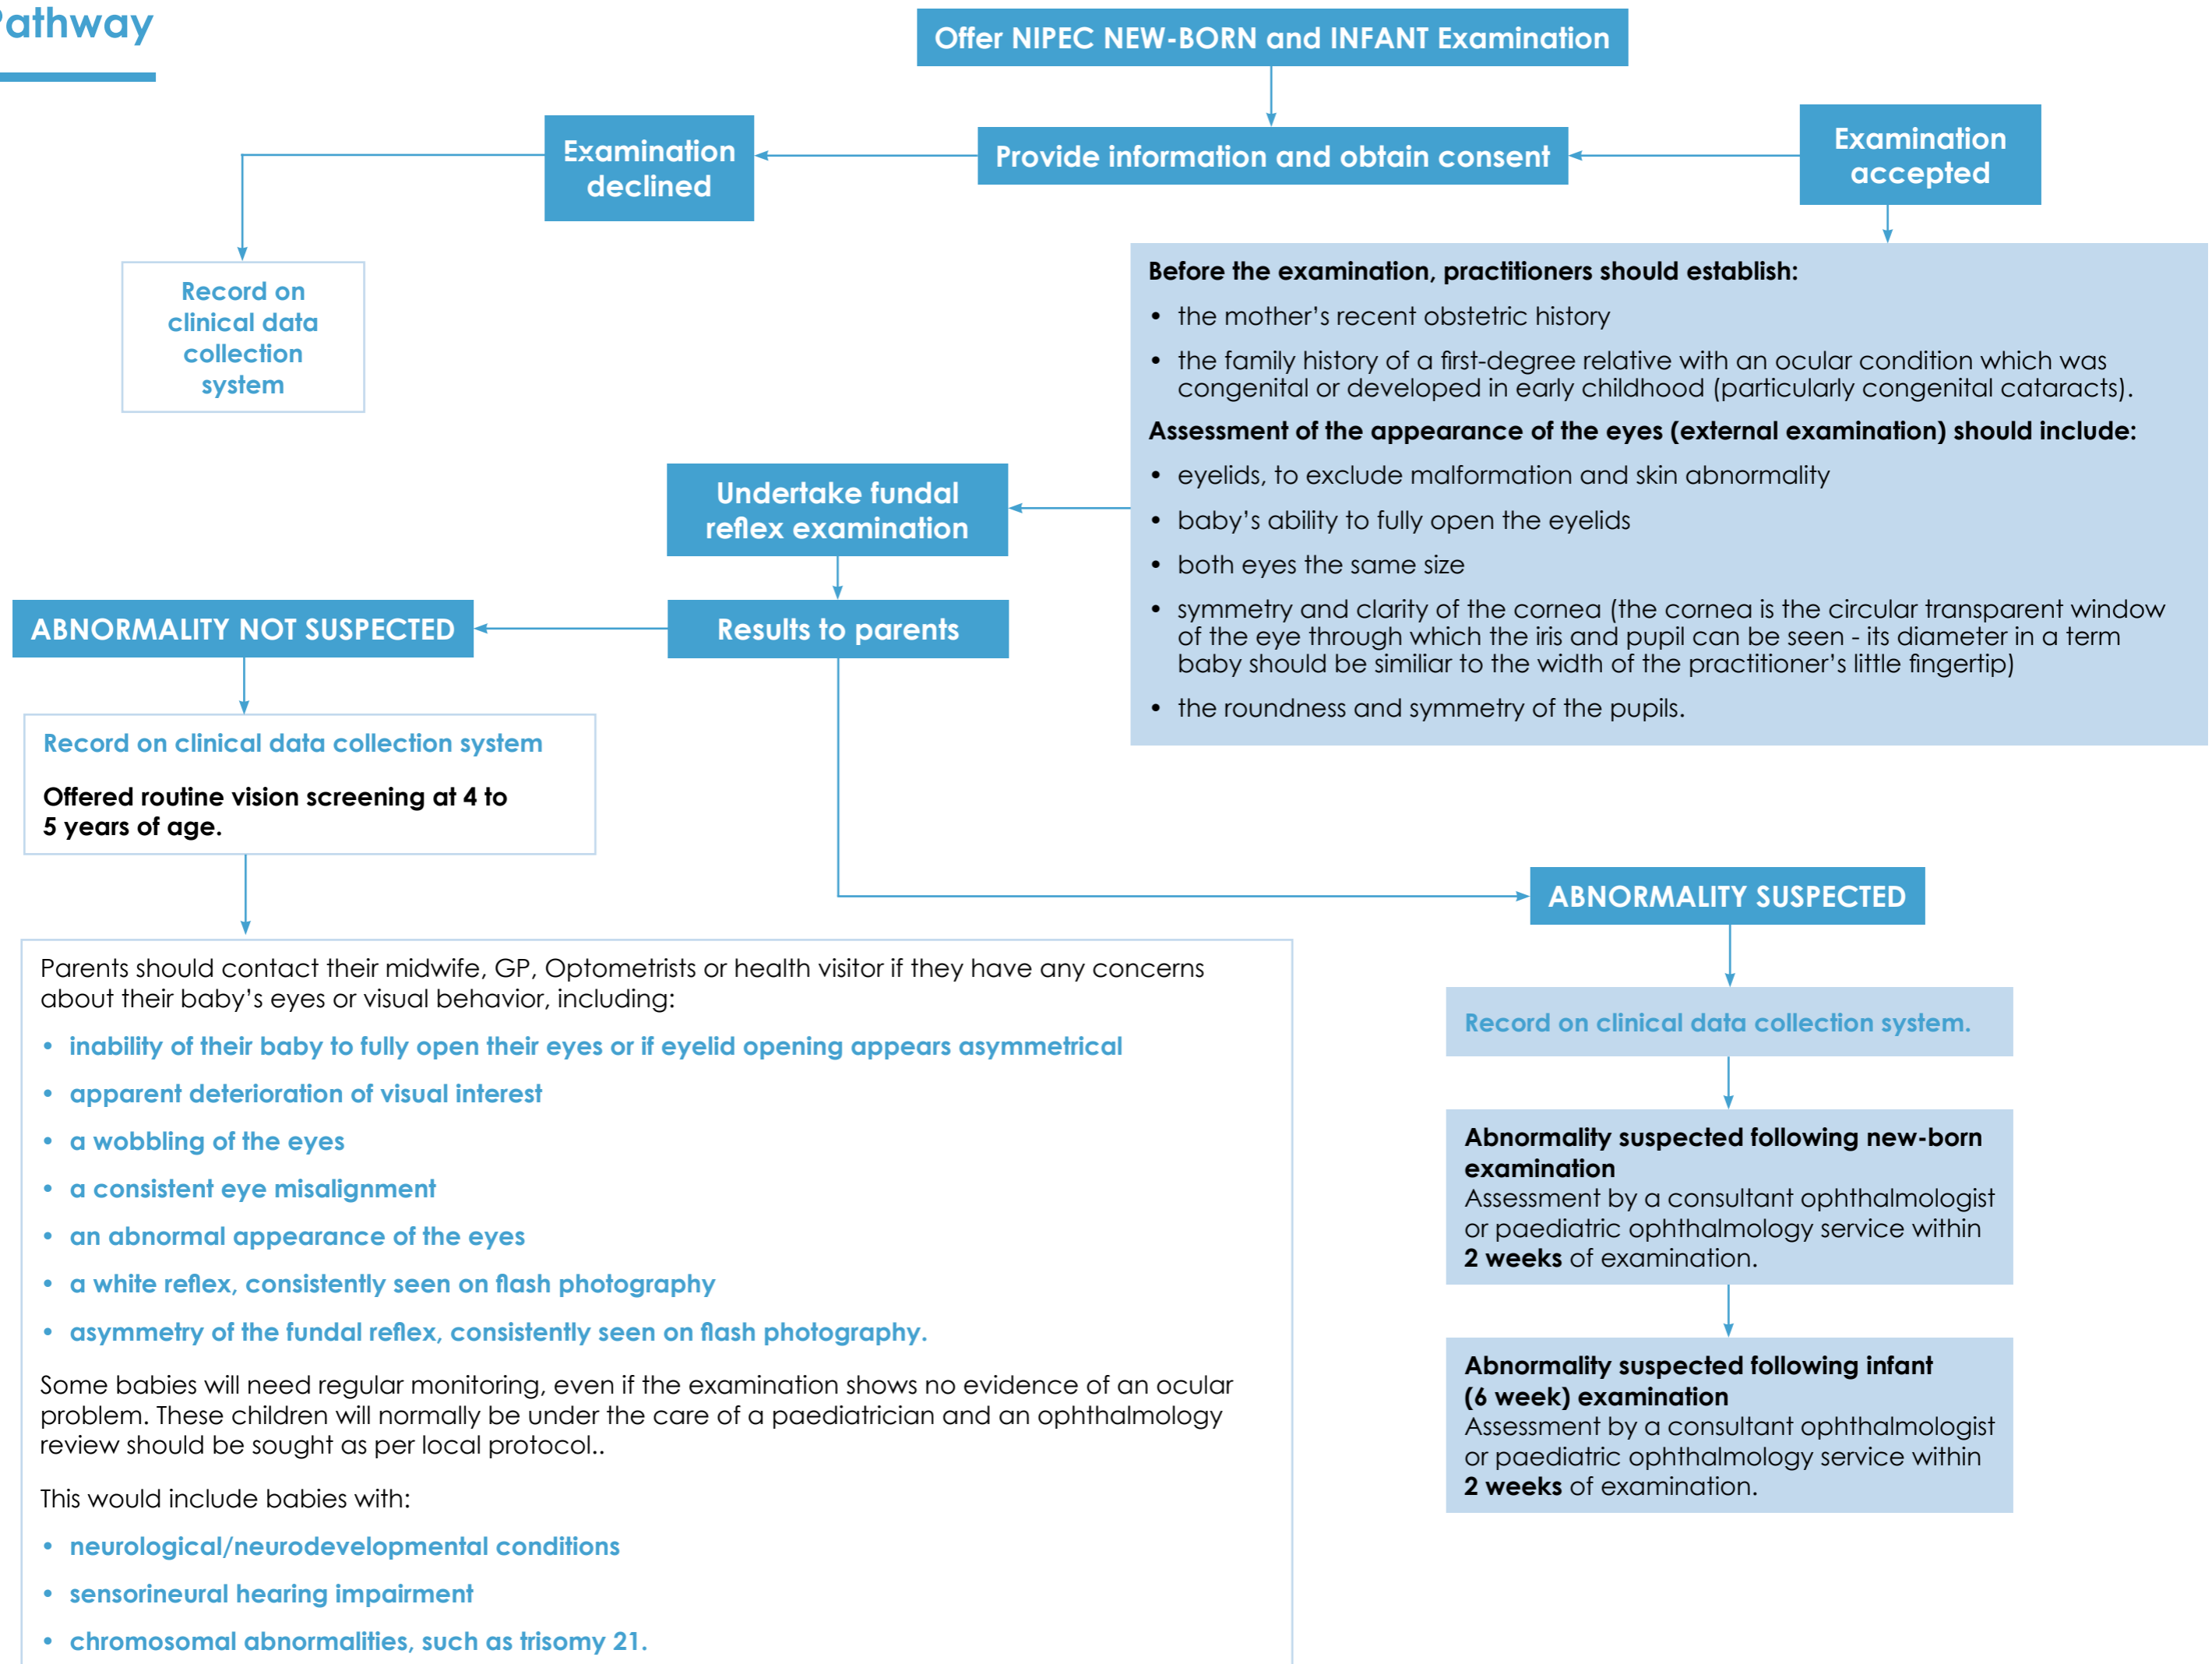 Pathway
Offer NIPEC NEW-BORN and INFANT Examination
Examination
declined
Provide information and obtain consent
Examination
accepted
Record on
clinical data
collection
system
Before the examination, practitioners should establish:
• the mother's recent obstetric history
• the family history of a first-degree relative with an ocular condition which was
congenital or developed in early childhood (particularly congenital cataracts).
Assessment of the appearance of the eyes (external examination) should include:
• eyelids, to exclude malformation and skin abnormality
• baby's ability to fully open the eyelids
• both eyes the same size
• symmetry and clarity of the cornea (the cornea is the circular transparent window
of the eye through which the iris and pupil can be seen - its diameter in a term
baby should be similiar to the width of the practitioner's little fingertip)
• the roundness and symmetry of the pupils.
Undertake fundal
reflex examination
Results to parents
ABNORMALITY NOT SUSPECTED
Record on clinical data collection system
Offered routine vision screening at 4 to
5 years of age.
Parents should contact their midwife, GP, Optometrists or health visitor if they have any concerns
about their baby's eyes or visual behavior, including:
• inability of their baby to fully open their eyes or if eyelid opening appears asymmetrical
• apparent deterioration of visual interest
• a wobbling of the eyes
• a consistent eye misalignment
• an abnormal appearance of the eyes
• a white reflex, consistently seen on flash photography
• asymmetry of the fundal reflex, consistently seen on flash photography.
Some babies will need regular monitoring, even if the examination shows no evidence of an ocular
problem. These children will normally be under the care of a paediatrician and an ophthalmology
review should be sought as per local protocol..
This would include babies with:
• neurological/neurodevelopmental conditions
• sensorineural hearing impairment
• chromosomal abnormalities, such as trisomy 21.
ABNORMALITY SUSPECTED
Record on clinical data collection system.
Abnormality suspected following new-born
examination
Assessment by a consultant ophthalmologist
or paediatric ophthalmology service within
2 weeks of examination.
Abnormality suspected following infant
(6 week) examination
Assessment by a consultant ophthalmologist
or paediatric ophthalmology service within
2 weeks of examination.